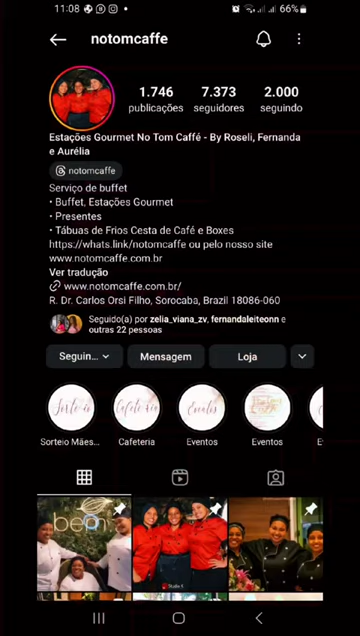 11:08 66%
notomcaffe
1.746 7.373 2.000
publicações seguidores seguindo
Estações Gourmet No Tom Caffé - By Roseli, Fernanda
e Aurélia
notomcaffe
Serviço de buffet
• Buffet, Estações Gourmet
• Presentes
• Tábuas de Frios Cesta de Café e Boxes
https://whats.link/notomcaffe ou pelo nosso site
www.notomcaffe.com.br
Ver tradução
www.notomcaffe.com.br/
R. Dr. Carlos Orsi Filho, Sorocaba, Brazil 18086-060
Seguido(a) por zelia_viana_zv, fernandaleiteonn e
outras 22 pessoas
Seguin... Mensagem Loja
Sorteio Cafeteria Eventos
Sorteio Mães... Cafeteria Eventos Eventos
bem